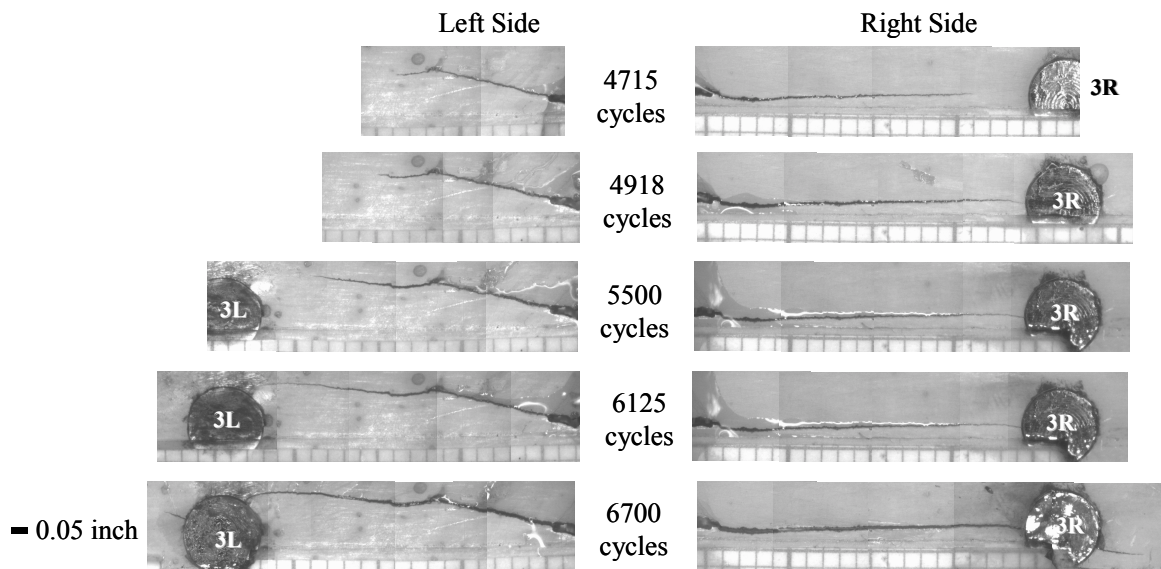 Left Side
Right Side
4715
cycles
3R
4918
cycles
3R
3L
5500
cycles
3R
3L
6125
cycles
3R
0.05 inch
3L
6700
cycles
3R